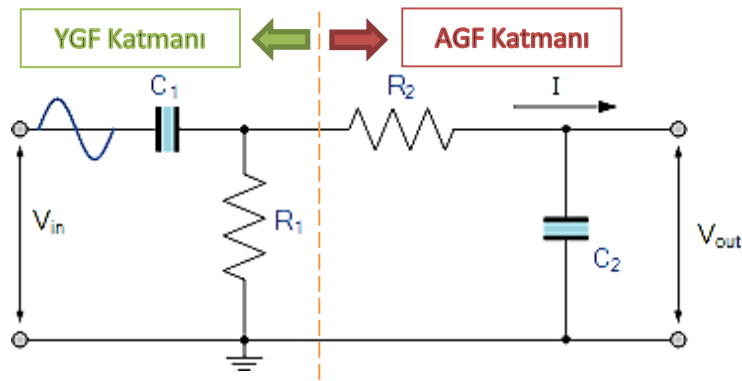 YGF Katmanı
AGF Katmanı
C1
R2
I
Vin
R1
C2
Vout